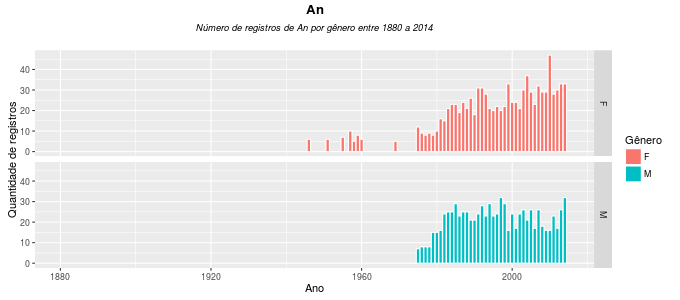 An
Número de registros de An por gênero entre 1880 a 2014
Quantidade de registros
40
30
20
10
0
F
40
30
20
10
0
M
1880
1920
1960
2000
Ano
Gênero
F
M